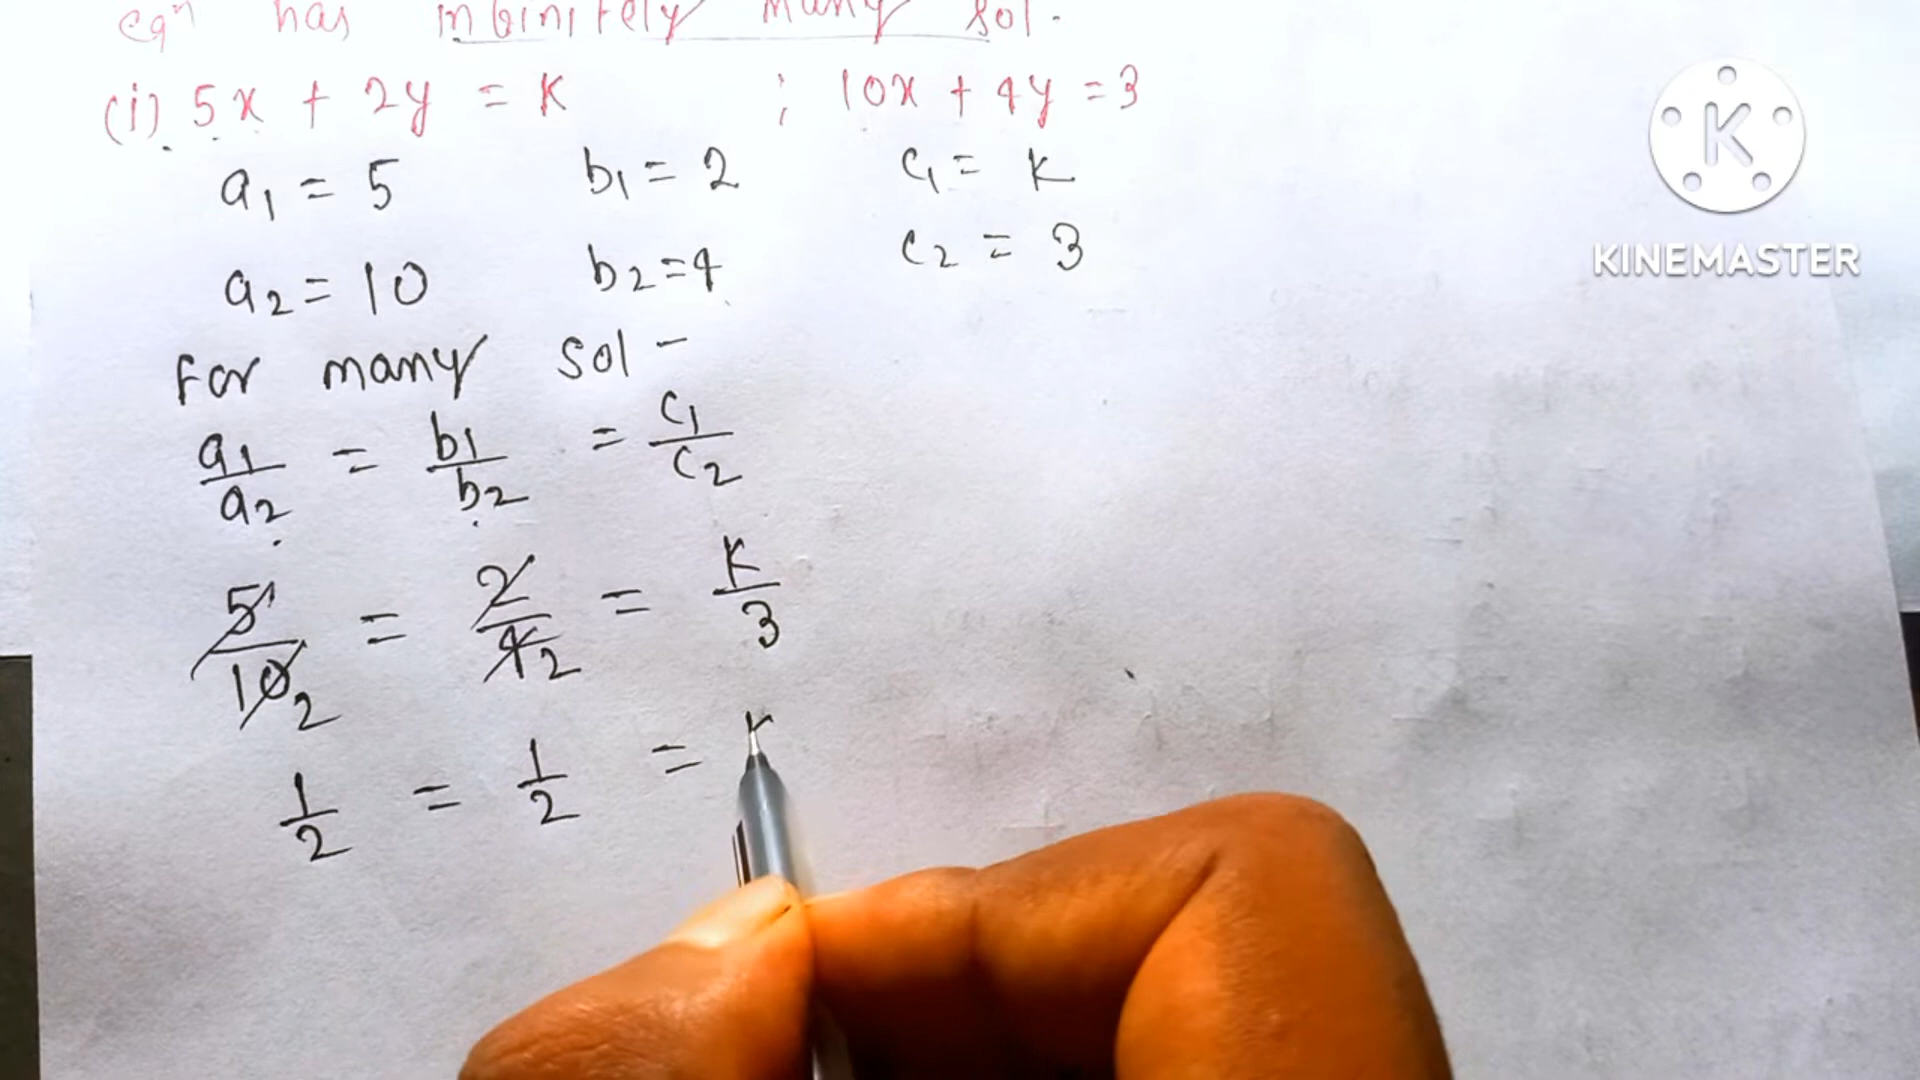 eqn has infinitely many sol.
(i) 5x + 2y = K ; 10x + 4y = 3
a1 = 5 b1 = 2 c1 = K
a2 = 10 b2 = 4 c2 = 3
For many sol -
a1/a2 = b1/b2 = c1/c2
5/10 2 = 2/4 2 = K/3
1/2 = 1/2 = K
K
KINEMASTER